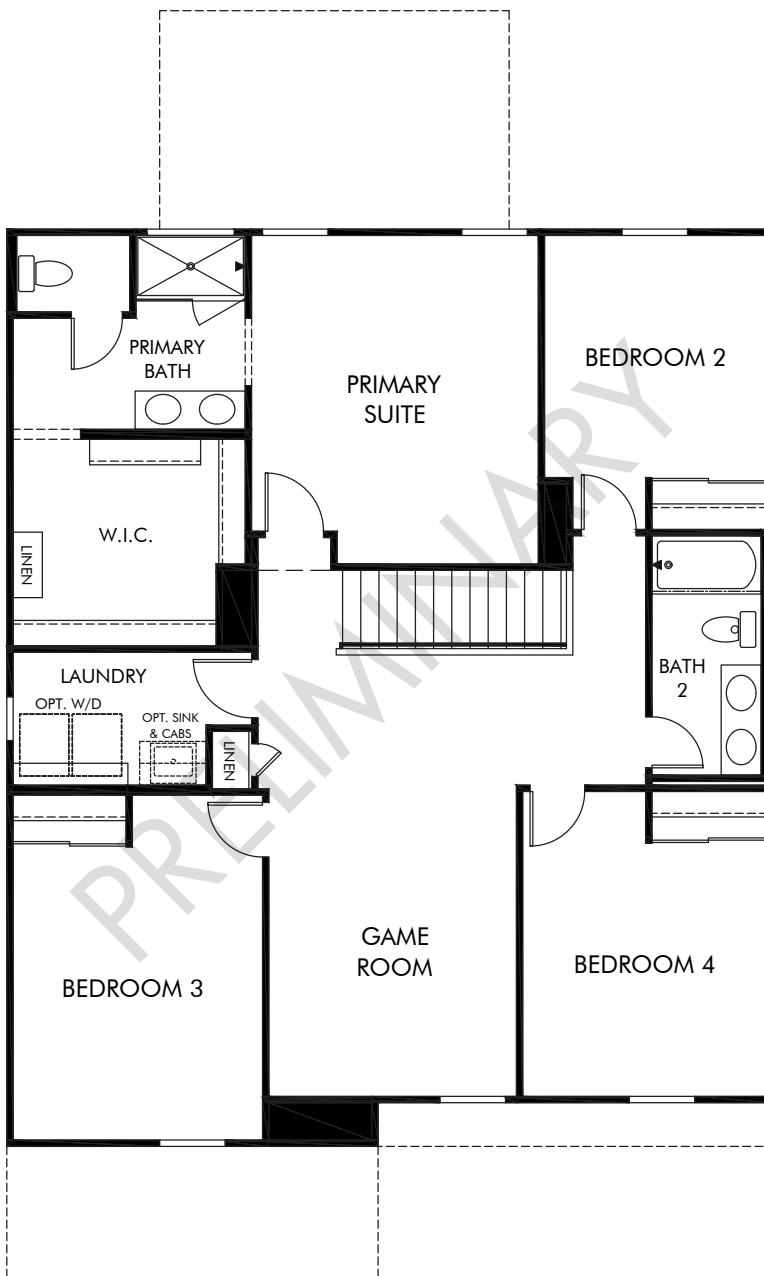 PRIMARY
BATH
PRIMARY
SUITE
BEDROOM 2
W.I.C.
LINEN
LAUNDRY
OPT. W/D
OPT. SINK
& CABS
LINEN
BATH
2
GAME
ROOM
BEDROOM 3
BEDROOM 4
PRELIMINARY